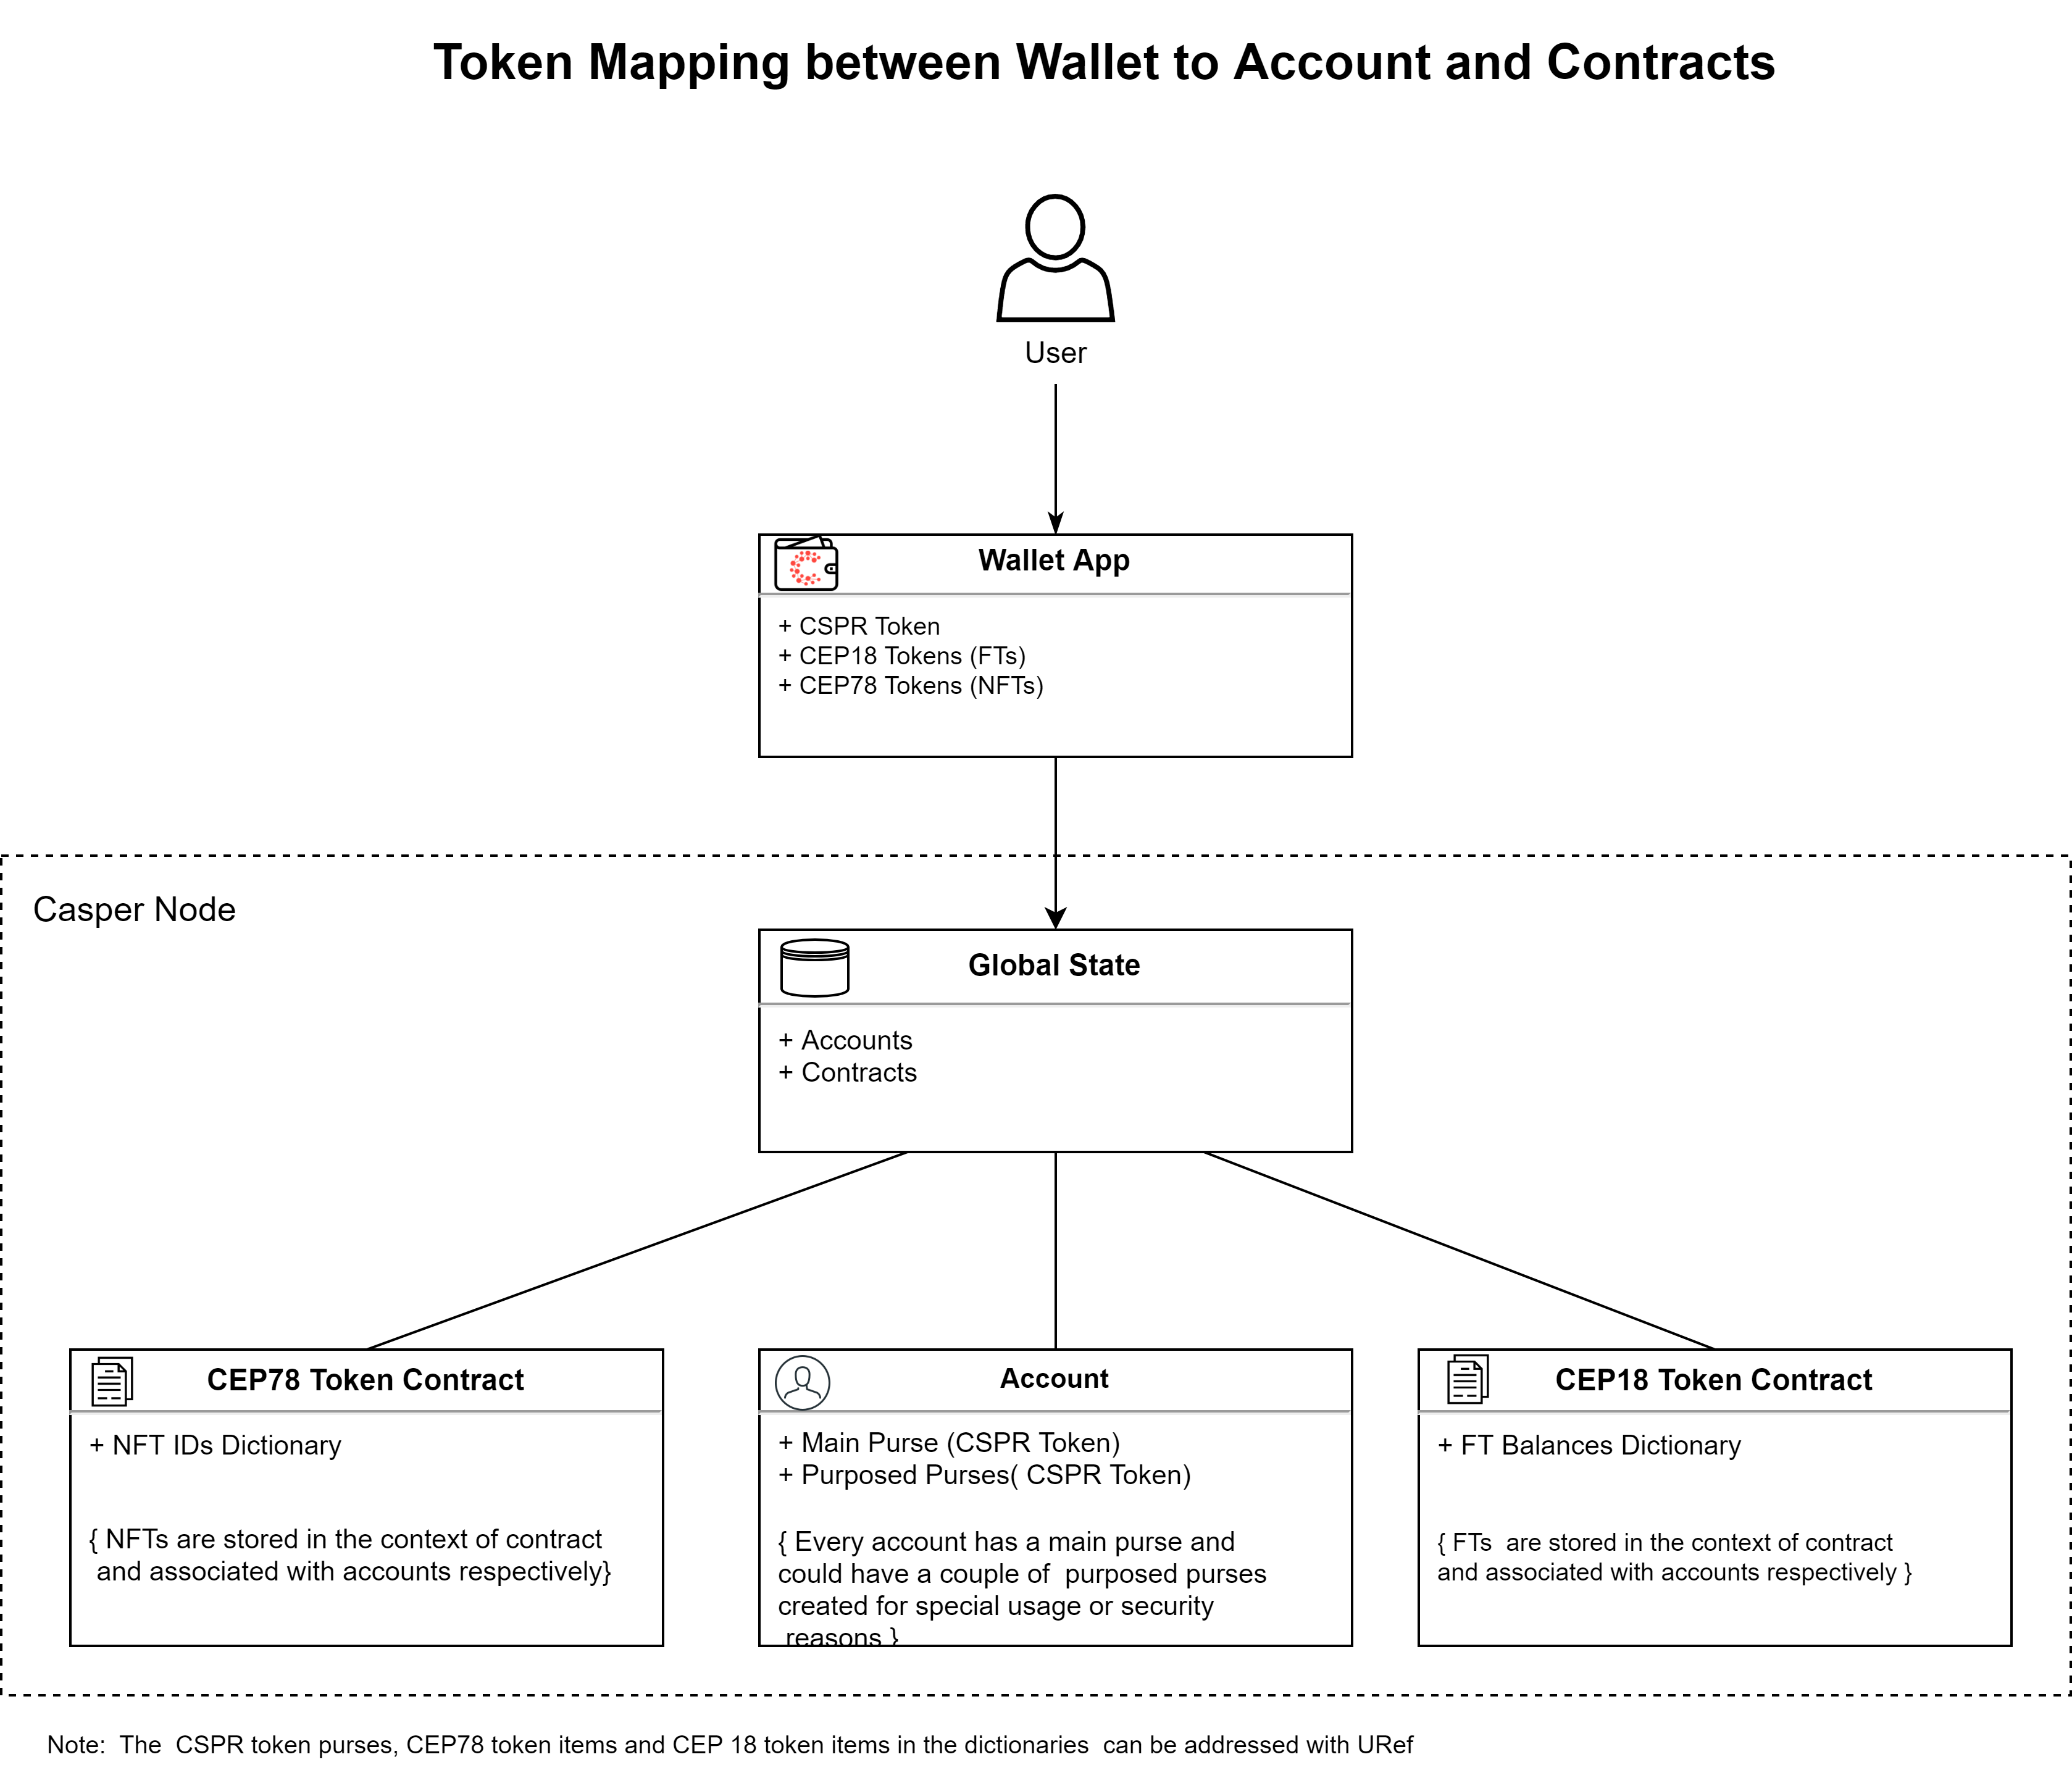 Token Mapping between Wallet to Account and Contracts
User
Wallet App
+ CSPR Token
+ CEP18 Tokens (FTs)
+ CEP78 Tokens (NFTs)
Casper Node
Global State
+ Accounts
+ Contracts
CEP78 Token Contract
+ NFT IDs Dictionary
{ NFTs are stored in the context of contract
and associated with accounts respectively}
Account
+ Main Purse (CSPR Token)
+ Purposed Purses( CSPR Token)
{ Every account has a main purse and
could have a couple of  purposed purses
created for special usage or security
reasons }
CEP18 Token Contract
+ FT Balances Dictionary
{ FTs  are stored in the context of contract
and associated with accounts respectively }
Note:  The  CSPR token purses, CEP78 token items and CEP 18 token items in the dictionaries  can be addressed with URef